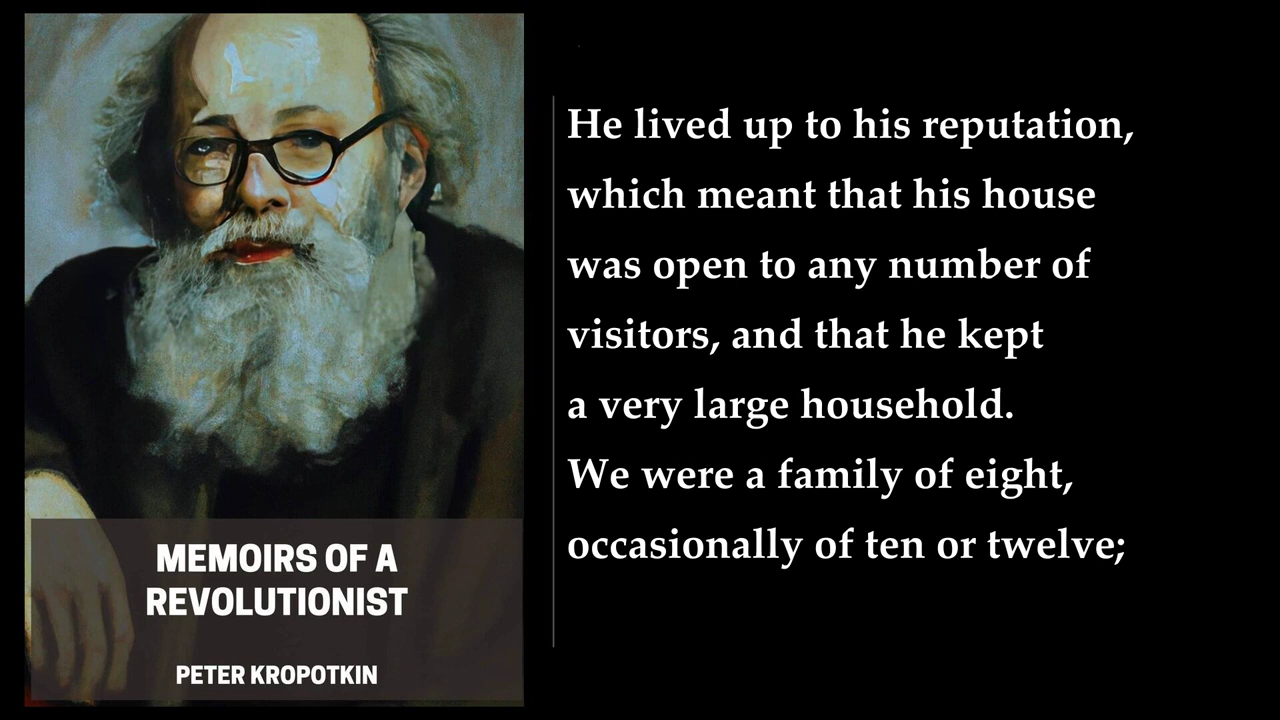 MEMOIRS OF A
REVOLUTIONIST
PETER KROPOTKIN
He lived up to his reputation,
which meant that his house
was open to any number of
visitors, and that he kept
a very large household.
We were a family of eight,
occasionally of ten or twelve;